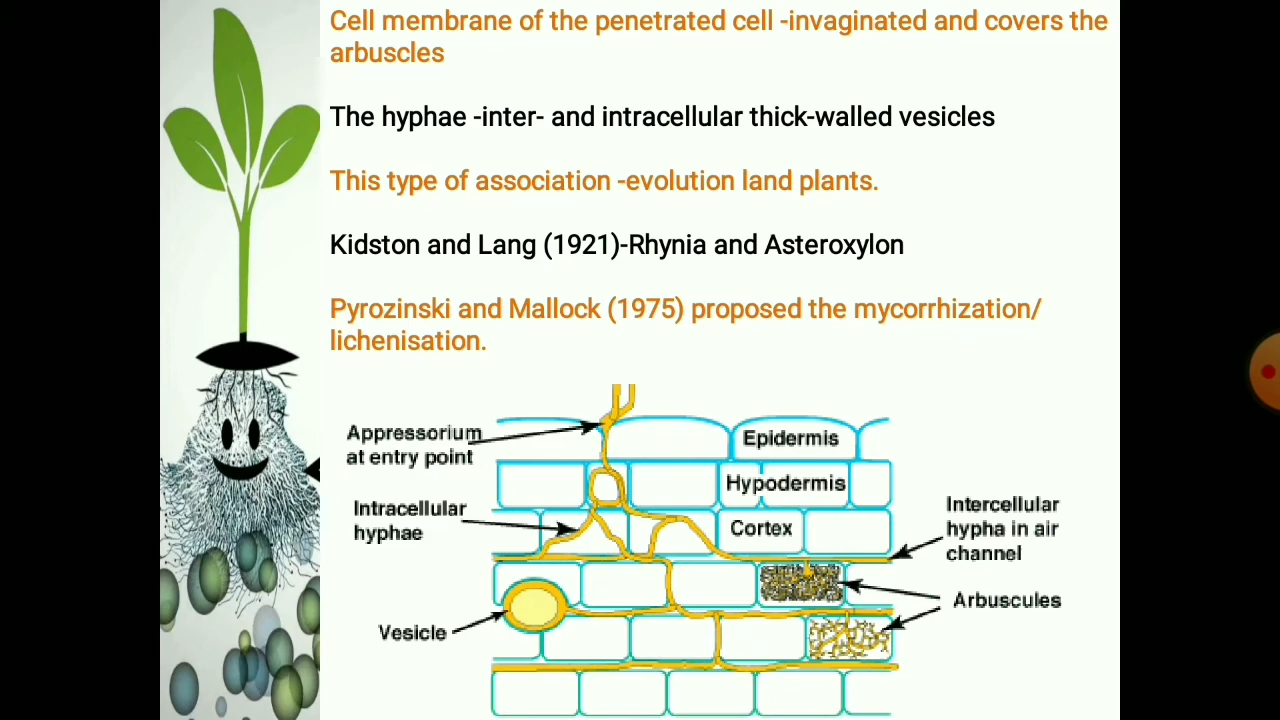 Cell membrane of the penetrated cell -invaginated and covers the
arbuscles
The hyphae -inter- and intracellular thick-walled vesicles
This type of association -evolution land plants.
Kidston and Lang (1921)-Rhynia and Asteroxylon
Pyrozinski and Mallock (1975) proposed the mycorrhization/
lichenisation.
Appressorium
at entry point
Epidermis
Hypodermis
Intracellular
hyphae
Cortex
Intercellular
hypha in air
channel
Arbuscules
Vesicle